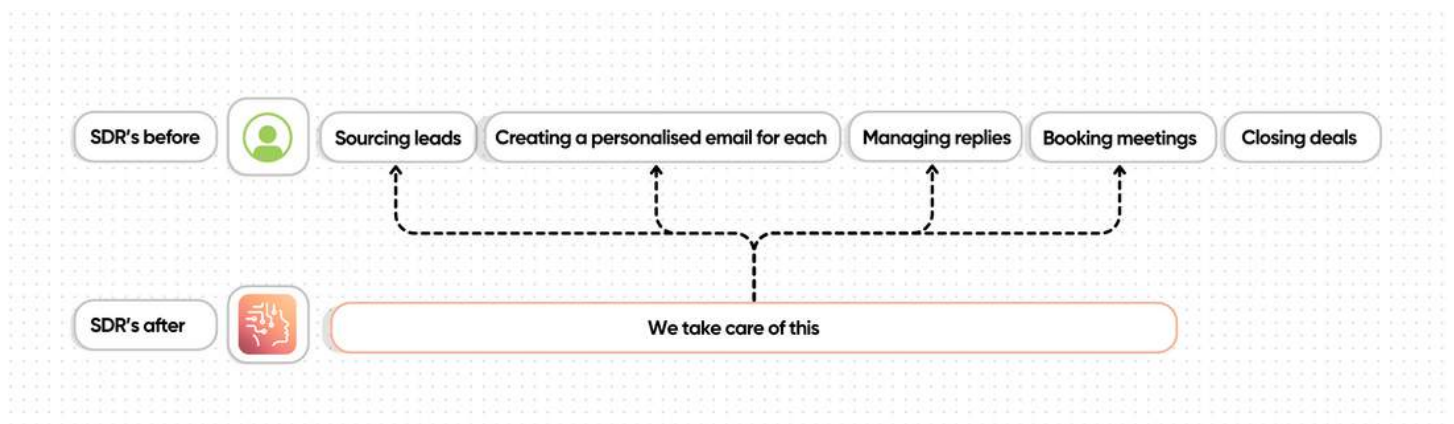 SDR's before
Sourcing leads
Creating a personalised email for each
Managing replies
Booking meetings
Closing deals
SDR's after
We take care of this